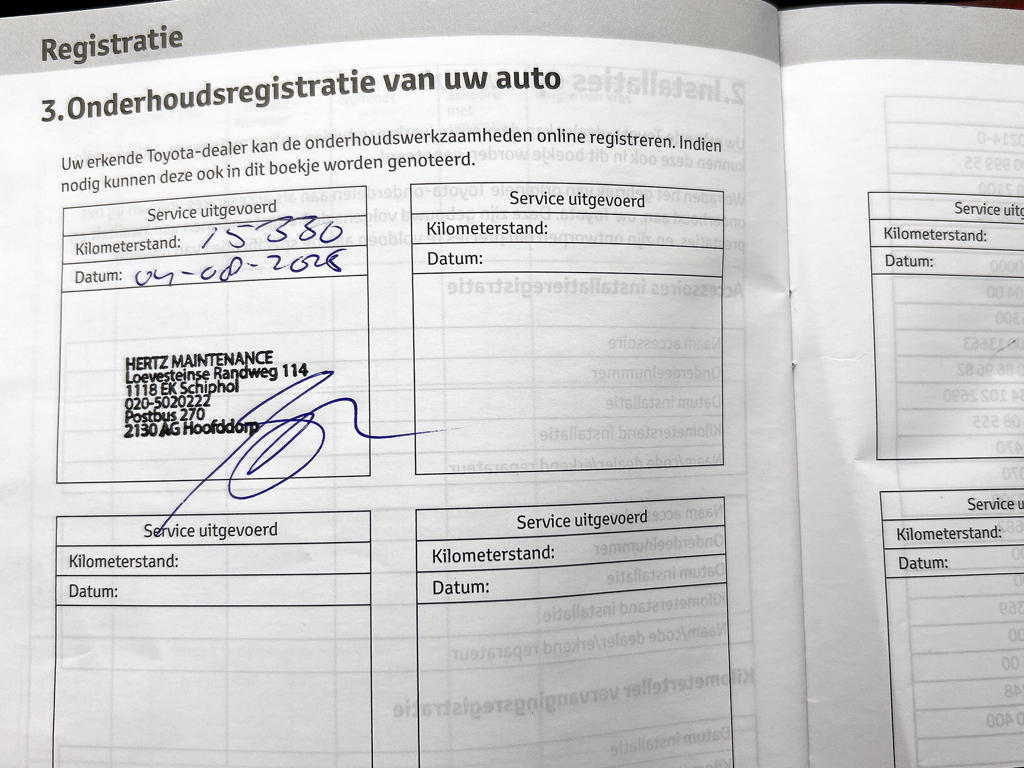 Registratie
3.Onderhoudsregistratie van uw auto
Uw erkende Toyota-dealer kan de onderhoudswerkzaamheden online registreren. Indien
nodig kunnen deze ook in dit boekje worden genoteerd.
Service uitgevoerd
Kilometerstand: 15330
Datum: 04-08-2026
HERTZ MAINTENANCE
Loevesteinse Randweg 114
1118 EK Schiphol
020-5020222
Postbus 270
2130 AG Hoofddorp
Service uitgevoerd
Kilometerstand:
Datum:
Service
Kilometerstand:
Datum:
Service uitgevoerd
Kilometerstand:
Datum:
Service uitgevoerd
Kilometerstand:
Datum:
Service
Kilometerstand:
Datum: